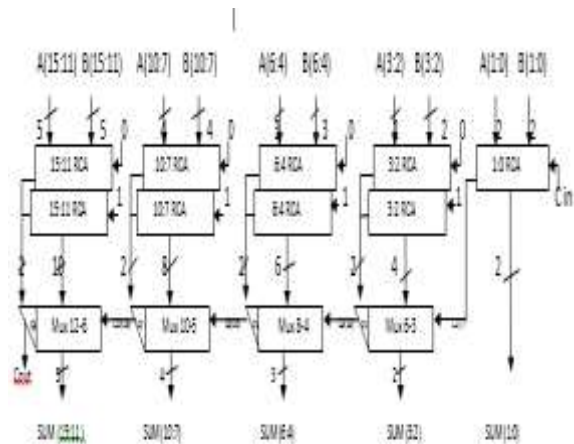 A(15:11) B(15:11) A(10:7) B(10:7) A(6:4) B(6:4) A(3:2) B(3:2) A(1:0) B(1:0)
5 5 0 4 0 3 0 2 0 2
15:11 RCA 10:7 RCA 6:4 RCA 3:2 RCA 1:0 RCA
1 1 1 1 Cin
15:11 RCA 10:7 RCA 6:4 RCA 3:2 RCA
2 10 2 8 2 6 2 4 2
Mux 12-6 Mux 10-5 Mux 8-4 Mux 6-3
Cout 5 4 3 2
SUM (15:11) SUM(10:7) SUM(6:4) SUM(3:2) SUM(1:0)